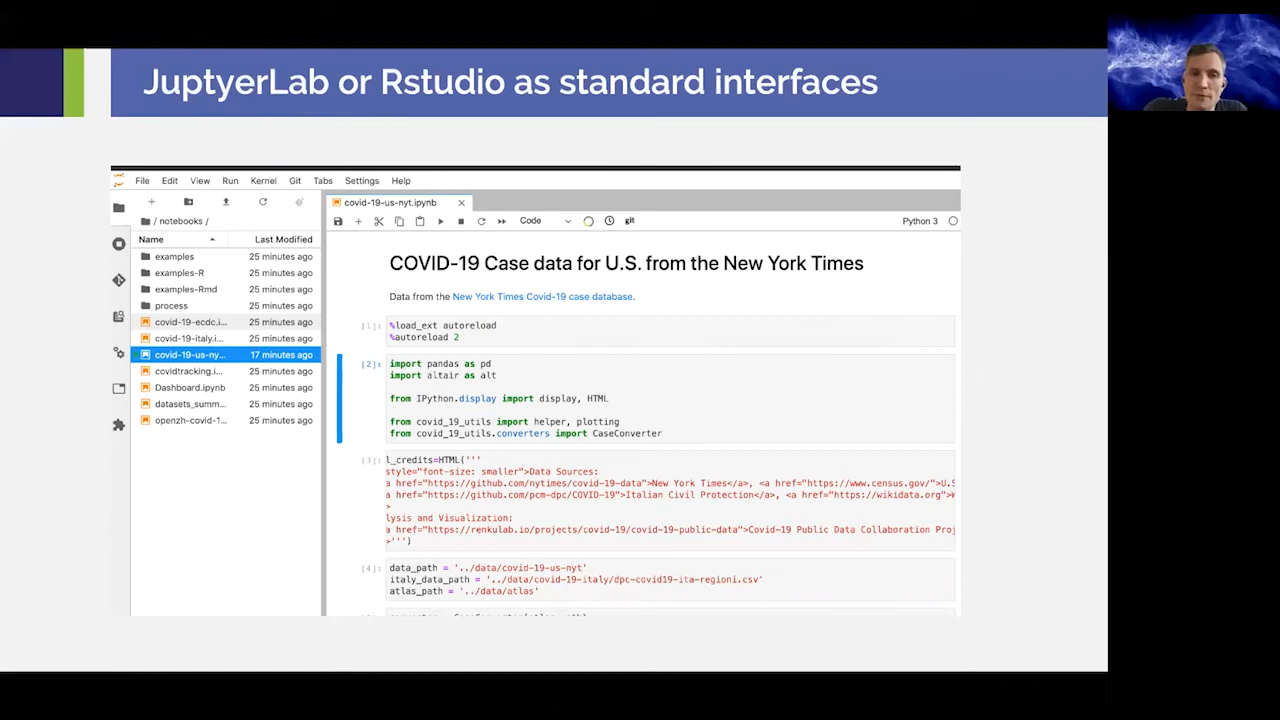 JuptyerLab or Rstudio as standard interfaces
File Edit View Run Kernel Git Tabs Settings Help
covid-19-us-nyt.ipynb
/ notebooks /
Code
git
Python 3
Name Last Modified
examples 25 minutes ago
examples-R 25 minutes ago
examples-Rmd 25 minutes ago
process 25 minutes ago
covid-19-ecdc.i... 25 minutes ago
covid-19-italy.i... 25 minutes ago
covid-19-us-ny... 17 minutes ago
covidtracking.i... 25 minutes ago
Dashboard.ipynb 25 minutes ago
datasets_summ... 25 minutes ago
openzh-covid-1... 25 minutes ago
COVID-19 Case data for U.S. from the New York Times
Data from the New York Times Covid-19 case database.
[1]: %load_ext autoreload
%autoreload 2
[2]: import pandas as pd
import altair as alt
from IPython.display import display, HTML
from covid_19_utils import helper, plotting
from covid_19_utils.converters import CaseConverter
[3]: l_credits=HTML('''
style="font-size: smaller">Data Sources:
a href="https://github.com/nytimes/covid-19-data">New York Times</a>, <a href="https://www.census.gov/">U.S
a href="https://github.com/pcm-dpc/COVID-19">Italian Civil Protection</a>, <a href="https://wikidata.org">W
>
lysis and Visualization:
a href="https://renkulab.io/projects/covid-19/covid-19-public-data">Covid-19 Public Data Collaboration Proj
>''')
[4]: data_path = '../data/covid-19-us-nyt'
italy_data_path = '../data/covid-19-italy/dpc-covid19-ita-regioni.csv'
atlas_path = '../data/atlas'